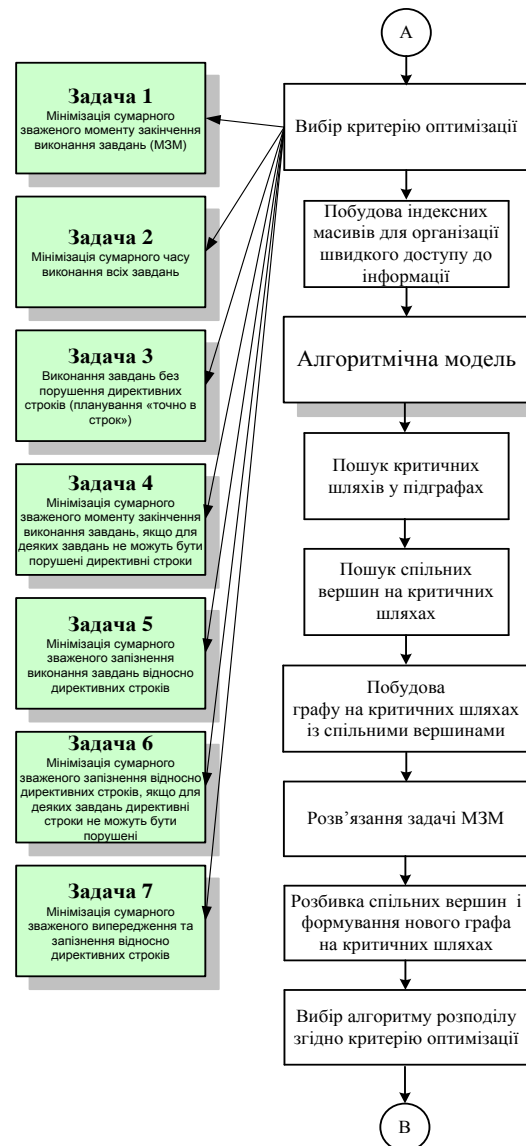 А
Вибір критерію оптимізації
Задача 1
Мінімізація сумарного
зваженого моменту закінчення
виконання завдань (МЗМ)
Задача 2
Мінімізація сумарного часу
виконання всіх завдань
Задача 3
Виконання завдань без
порушення директивних
строків (планування «точно в
строк»)
Задача 4
Мінімізація сумарного
зваженого моменту закінчення
виконання завдань, якщо для
деяких завдань не можуть бути
порушені директивні строки
Задача 5
Мінімізація сумарного
зваженого запізнення
виконання завдань відносно
директивних строків
Задача 6
Мінімізація сумарного
зваженого запізнення відносно
директивних строків, якщо для
деяких завдань директивні
строки не можуть бути
порушені
Задача 7
Мінімізація сумарного
зваженого випередження та
запізнення відносно
директивних строків
Побудова індексних
масивів для організації
швидкого доступу до
інформації
Алгоритмічна модель
Пошук критичних
шляхів у підграфах
Пошук спільних
вершин на критичних
шляхах
Побудова
графу на критичних шляхах
із спільними вершинами
Розв’язання задачі МЗМ
Розбивка спільних вершин і
формування нового графа
на критичних шляхах
Вибір алгоритму розподілу
згідно критерію оптимізації
В